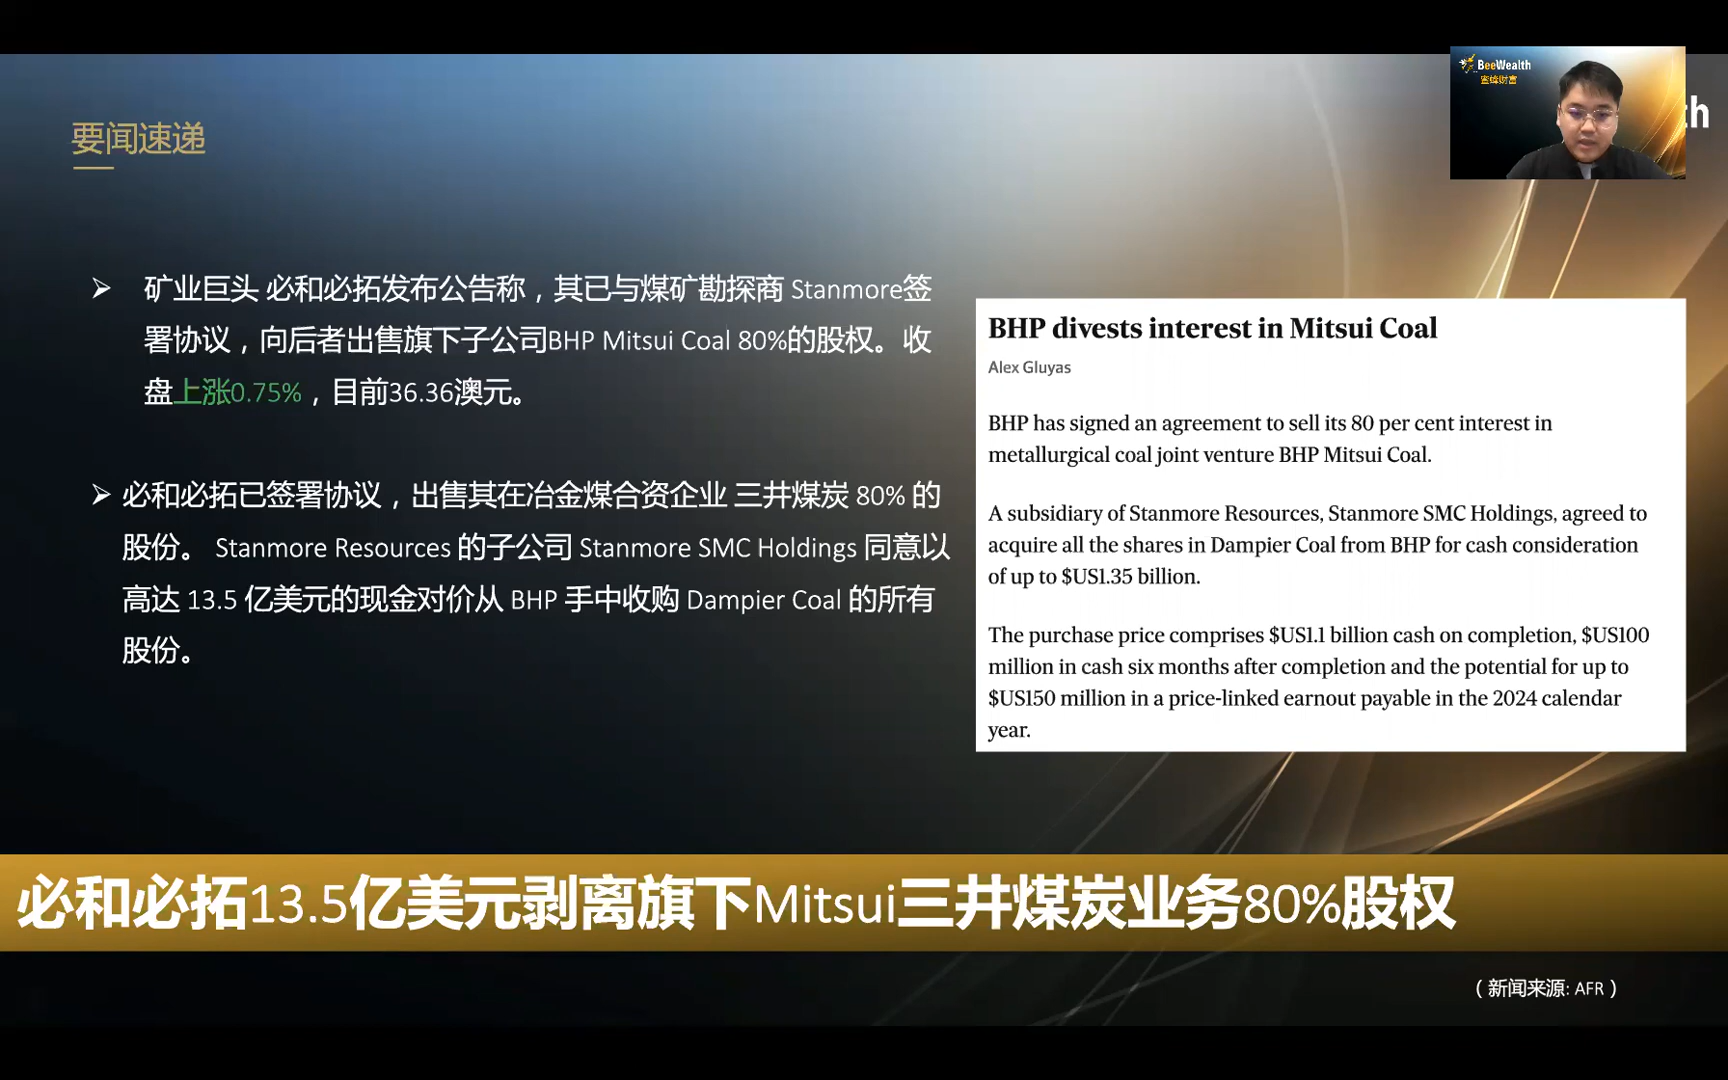 BeeWealth
蜜蜂财富
th
要闻速递
➢ 矿业巨头 必和必拓发布公告称，其已与煤矿勘探商 Stanmore签
署协议，向后者出售旗下子公司BHP Mitsui Coal 80%的股权。收
盘上涨0.75%，目前36.36澳元。
➢ 必和必拓已签署协议，出售其在冶金煤合资企业 三井煤炭 80% 的
股份。 Stanmore Resources 的子公司 Stanmore SMC Holdings 同意以
高达 13.5 亿美元的现金对价从 BHP 手中收购 Dampier Coal 的所有
股份。
BHP divests interest in Mitsui Coal
Alex Gluyas
BHP has signed an agreement to sell its 80 per cent interest in
metallurgical coal joint venture BHP Mitsui Coal.
A subsidiary of Stanmore Resources, Stanmore SMC Holdings, agreed to
acquire all the shares in Dampier Coal from BHP for cash consideration
of up to $US1.35 billion.
The purchase price comprises $US1.1 billion cash on completion, $US100
million in cash six months after completion and the potential for up to
$US150 million in a price-linked earnout payable in the 2024 calendar
year.
必和必拓13.5亿美元剥离旗下Mitsui三井煤炭业务80%股权
（新闻来源: AFR ）